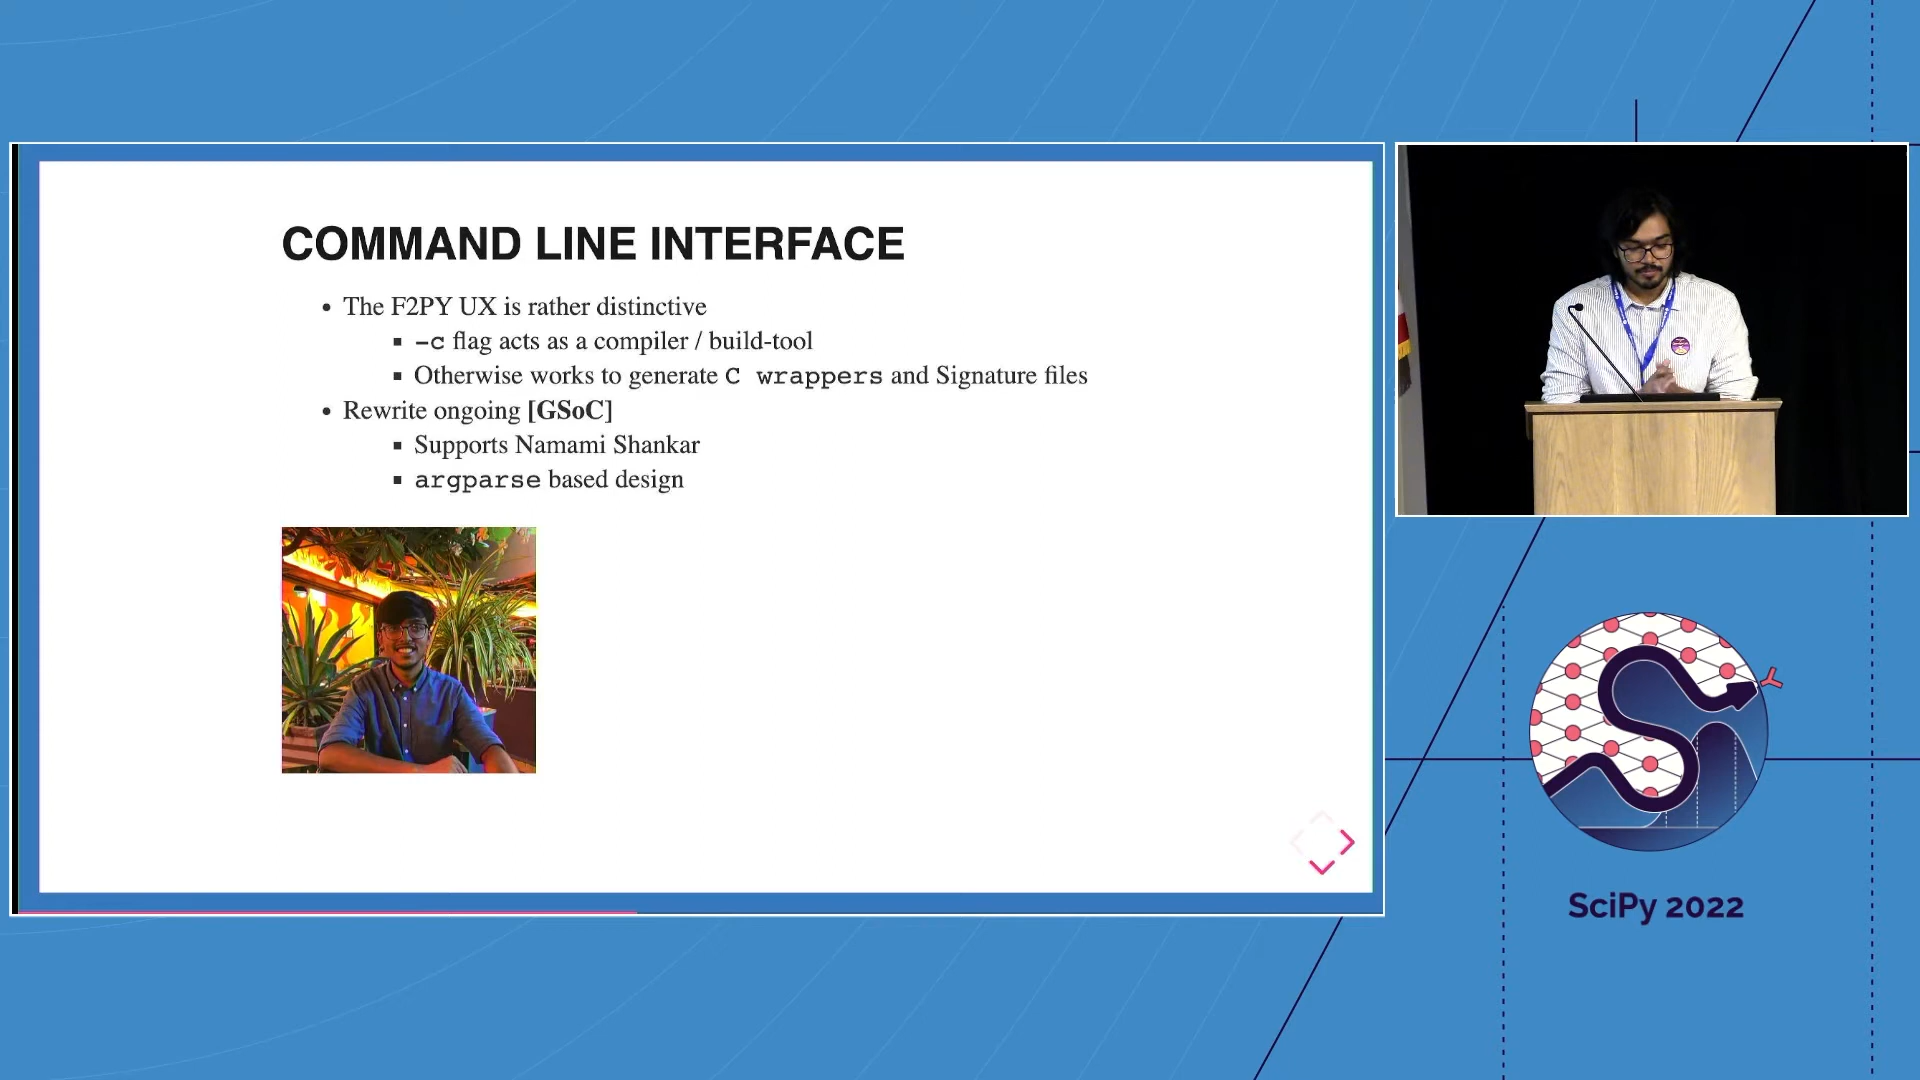 COMMAND LINE INTERFACE
• The F2PY UX is rather distinctive
▪ -c flag acts as a compiler / build-tool
▪ Otherwise works to generate C wrappers and Signature files
• Rewrite ongoing [GSoC]
▪ Supports Namami Shankar
▪ argparse based design
SciPy 2022